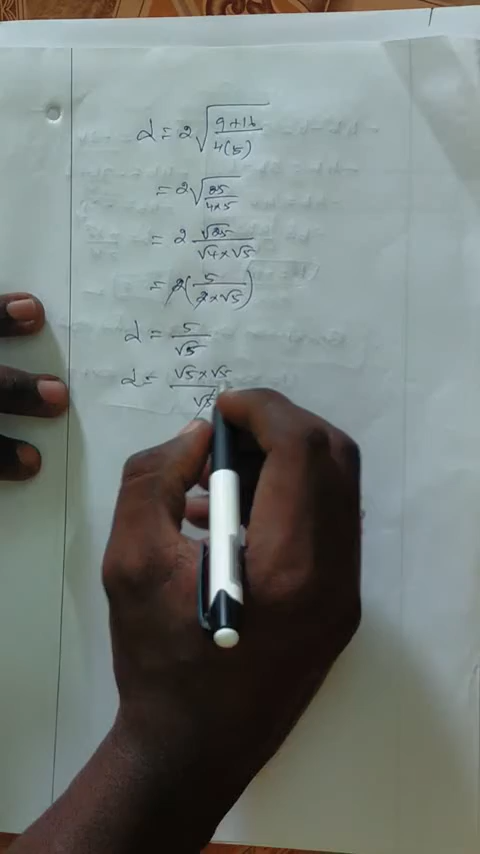 d = 2√(9+16/4(5))
= 2√(25/4×5)
= 2 √25/√4×√5
= 2(5/2×√5)
d = 5/√5
d = √5×√5/√5